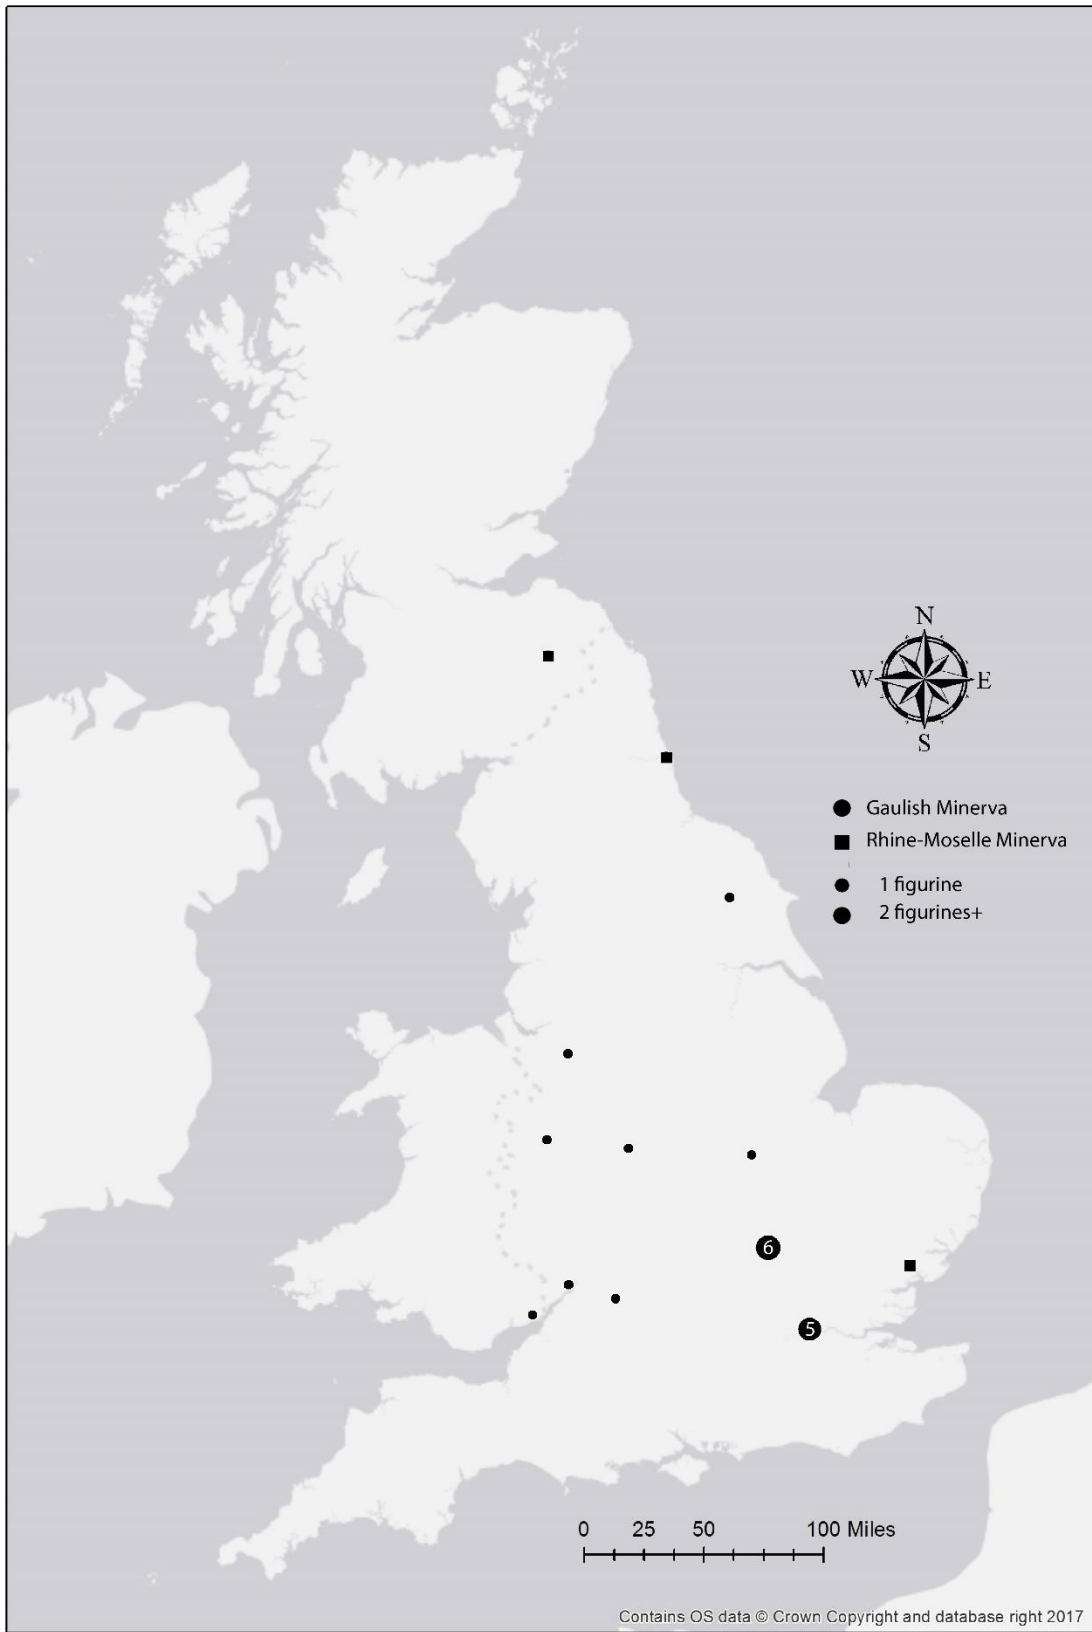 N
W E
S
Gaulish Minerva
Rhine-Moselle Minerva
1 figurine
2 figurines+
6
5
0 25 50 100 Miles
Contains OS data © Crown Copyright and database right 2017